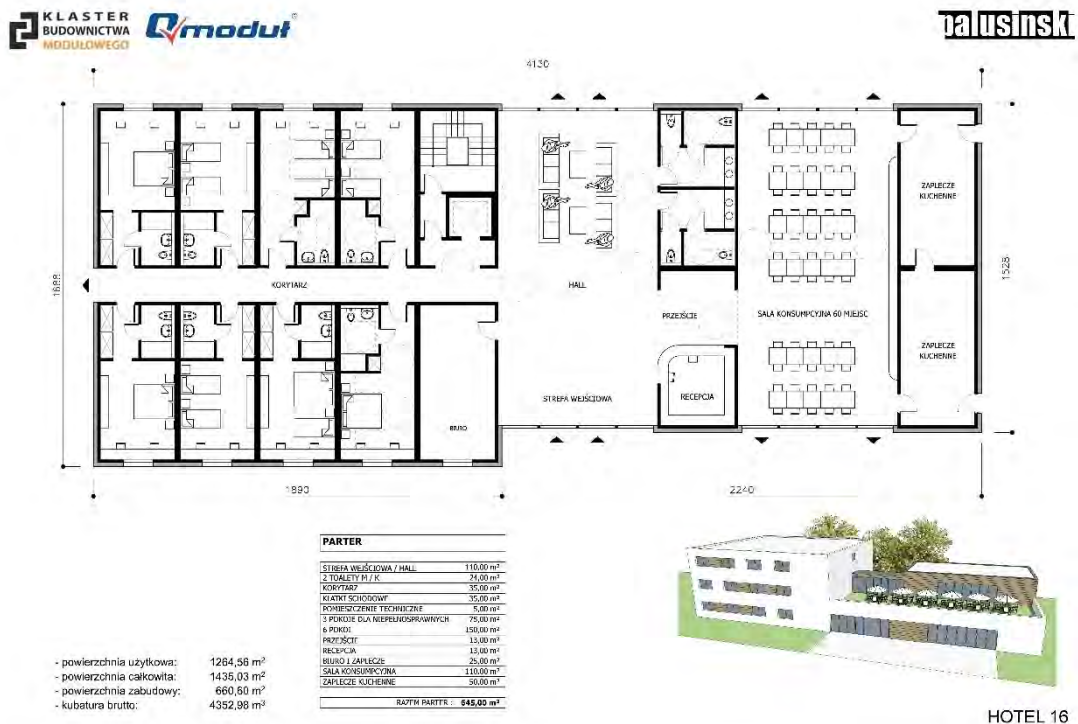 KLASTER
BUDOWNICTWA
MODUŁOWEGO
Qmoduł®
palusinski
4130
1688
1528
KORYTARZ
HALL
PRZEJŚCIE
SALA KONSUMPCYJNA 60 MIEJSC
ZAPLECZE
KUCHENNE
ZAPLECZE
KUCHENNE
STREFA WEJŚCIOWA
RECEPCJA
BIURO
1890
2240
PARTER
STREFA WEJŚCIOWA / HALL 110,00 m²
2 TOALETY M / K 24,00 m²
KORYTARZ 35,00 m²
KLATKI SCHODOWE 35,00 m²
POMIESZCZENIE TECHNICZNE 5,00 m²
3 POKOJE DLA NIEPEŁNOSPRAWNYCH 75,00 m²
6 POKOI 150,00 m²
PRZEJŚCIE 13,00 m²
RECEPCJA 13,00 m²
BIURO I ZAPLECZE 25,00 m²
SALA KONSUMPCYJNA 110,00 m²
ZAPLECZE KUCHENNE 50,00 m²
RAZEM PARTER : 645,00 m²
- powierzchnia użytkowa: 1264,56 m²
- powierzchnia całkowita: 1435,03 m²
- powierzchnia zabudowy: 660,60 m²
- kubatura brutto: 4352,98 m³
HOTEL 16